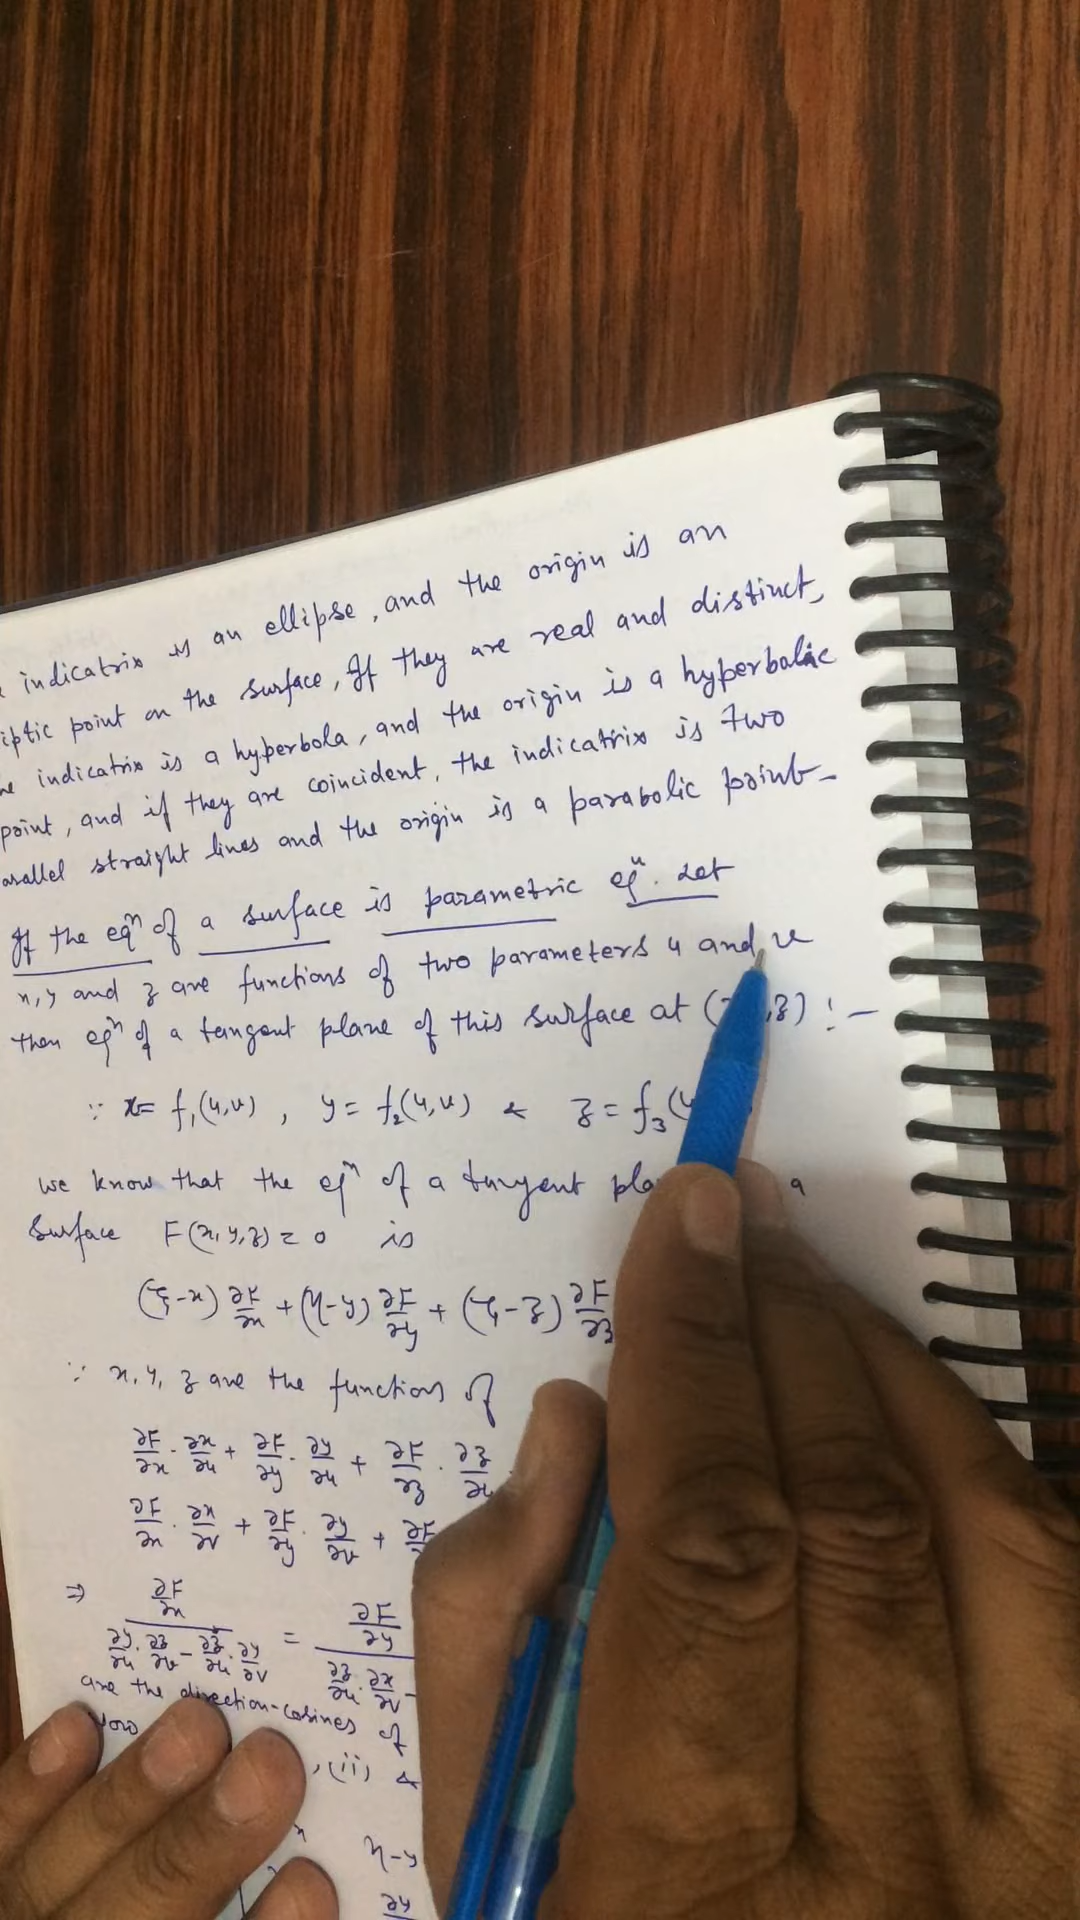 indicatrix is an ellipse, and the origin is an
iptic point on the surface, If they are real and distinct,
indicatrix is a hyperbola, and the origin is a hyperbolic
point, and if they are coincident, the indicatrix is two
arallel straight lines and the origin is a parabolic point-
If the eqⁿ of a surface is parametric eqⁿ. Let
x, y and z are functions of two parameters u and v
then eqⁿ of a tangent plane of this surface at ( ,z) :-
∵ x = f₁(u,v) , y = f₂(u,v) & z = f₃(u
we know that the eqⁿ of a tangent pla a
surface F(x,y,z) = 0 is
(ξ-x) ∂F/∂x + (η-y) ∂F/∂y + (ζ-z) ∂F/∂z
∵ x, y, z are the functions of
∂F/∂x · ∂x/∂u + ∂F/∂y · ∂y/∂u + ∂F/∂z · ∂z/∂u
∂F/∂x · ∂x/∂v + ∂F/∂y · ∂y/∂v + ∂F
⇒ ∂F/∂x / (∂y/∂u · ∂z/∂v - ∂z/∂u · ∂y/∂v) = ∂F/∂y / (∂z/∂u · ∂x/∂v -
are the direction-cosines of
Now
, (ii) &
η-y
∂y